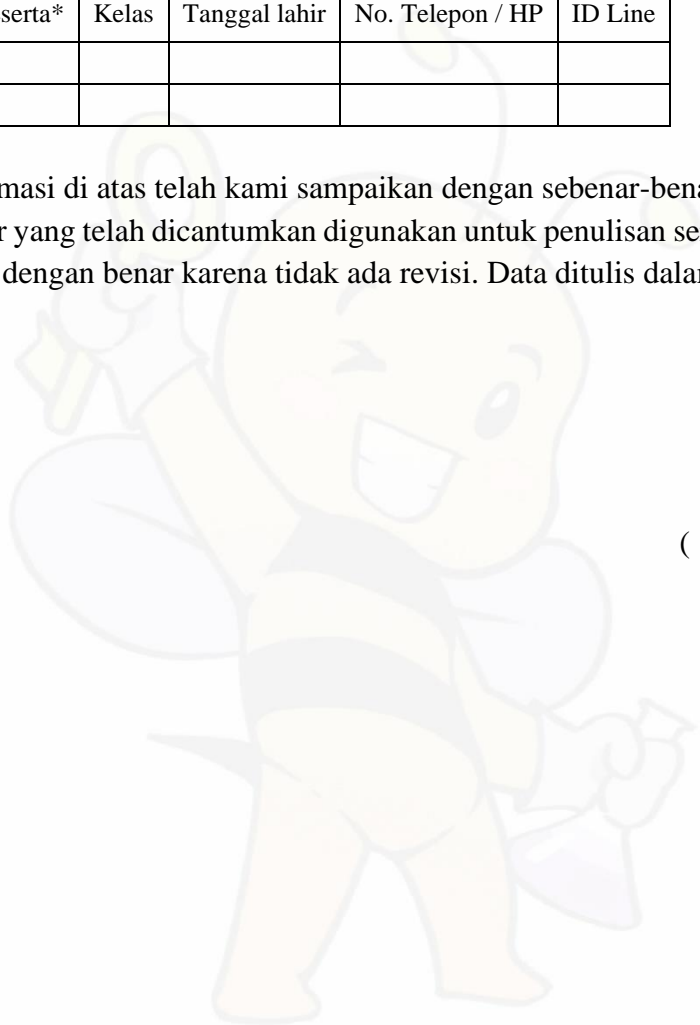 serta* Kelas Tanggal lahir No. Telepon / HP ID Line
masi di atas telah kami sampaikan dengan sebenar-bena
r yang telah dicantumkan digunakan untuk penulisan se
dengan benar karena tidak ada revisi. Data ditulis dalam
(